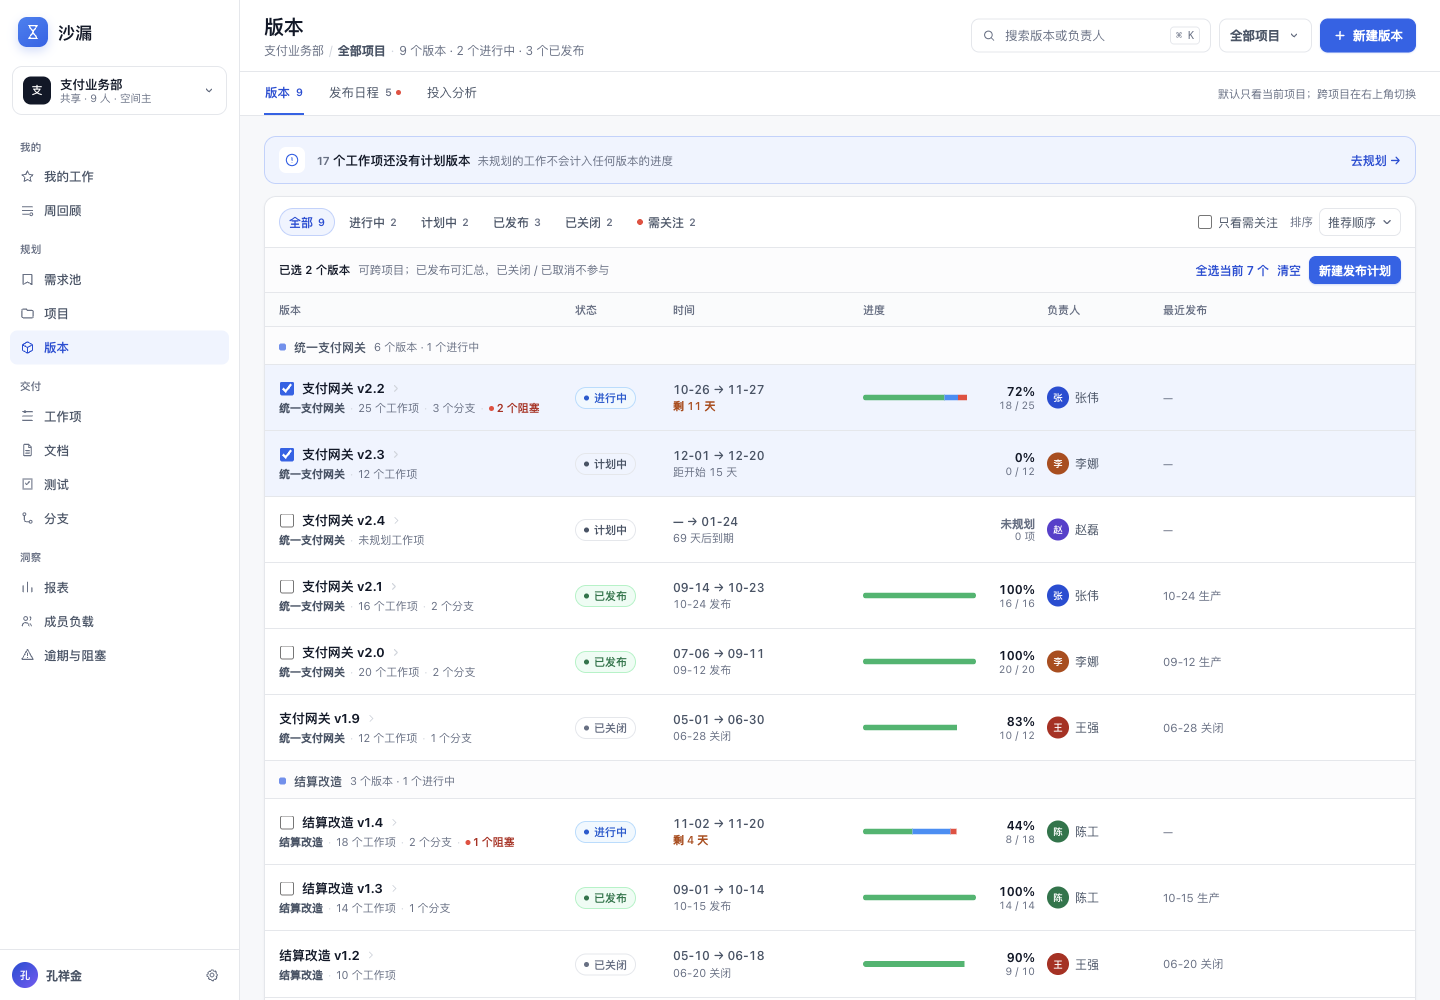 沙漏
支 支付业务部
共享 · 9 人 · 空间主
我的
我的工作
周回顾
规划
需求池
项目
版本
交付
工作项
文档
测试
分支
洞察
报表
成员负载
逾期与阻塞
孔 孔祥金
版本
支付业务部 / 全部项目 · 9 个版本 · 2 个进行中 · 3 个已发布
搜索版本或负责人 ⌘ K
全部项目
+ 新建版本
版本 9 发布日程 5 投入分析
默认只看当前项目；跨项目在右上角切换
17 个工作项还没有计划版本 未规划的工作不会计入任何版本的进度 去规划 →
全部 9 进行中 2 计划中 2 已发布 3 已关闭 2 需关注 2 只看需关注 排序 推荐顺序
已选 2 个版本 可跨项目；已发布可汇总，已关闭 / 已取消不参与 全选当前 7 个 清空 新建发布计划
版本 状态 时间 进度 负责人 最近发布
统一支付网关 6 个版本 · 1 个进行中
支付网关 v2.2 进行中 10-26 → 11-27 72% 张 张伟 —
统一支付网关 · 25 个工作项 · 3 个分支 · 2 个阻塞 剩 11 天 18 / 25
支付网关 v2.3 计划中 12-01 → 12-20 0% 李 李娜 —
统一支付网关 · 12 个工作项 距开始 15 天 0 / 12
支付网关 v2.4 计划中 — → 01-24 未规划 赵 赵磊 —
统一支付网关 · 未规划工作项 69 天后到期 0 项
支付网关 v2.1 已发布 09-14 → 10-23 100% 张 张伟 10-24 生产
统一支付网关 · 16 个工作项 · 2 个分支 10-24 发布 16 / 16
支付网关 v2.0 已发布 07-06 → 09-11 100% 李 李娜 09-12 生产
统一支付网关 · 20 个工作项 · 2 个分支 09-12 发布 20 / 20
支付网关 v1.9 已关闭 05-01 → 06-30 83% 王 王强 06-28 关闭
统一支付网关 · 12 个工作项 · 1 个分支 06-28 关闭 10 / 12
结算改造 3 个版本 · 1 个进行中
结算改造 v1.4 进行中 11-02 → 11-20 44% 陈 陈工 —
结算改造 · 18 个工作项 · 2 个分支 · 1 个阻塞 剩 4 天 8 / 18
结算改造 v1.3 已发布 09-01 → 10-14 100% 陈 陈工 10-15 生产
结算改造 · 14 个工作项 · 1 个分支 10-15 发布 14 / 14
结算改造 v1.2 已关闭 05-10 → 06-18 90% 王 王强 06-20 关闭
结算改造 · 10 个工作项 06-20 关闭 9 / 10